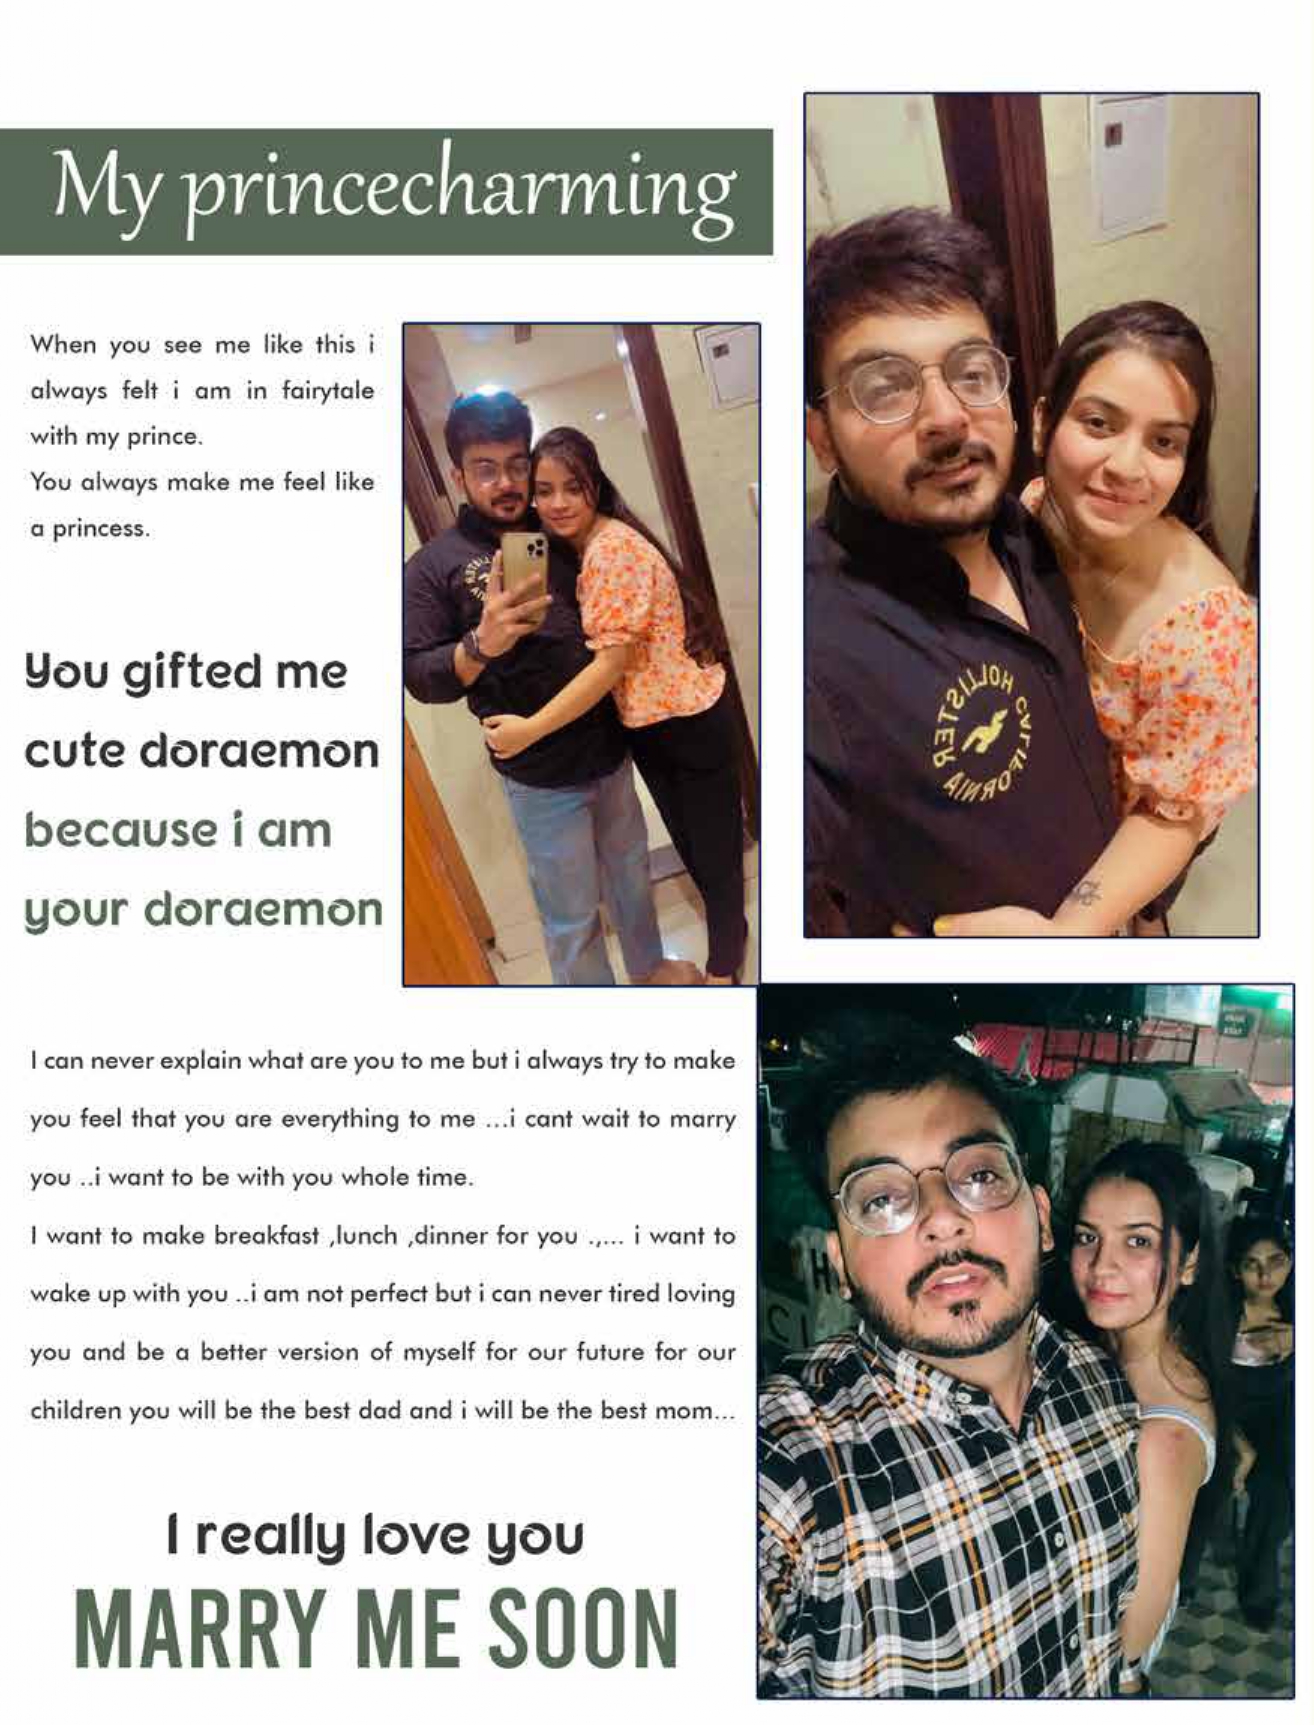 My princecharming
When you see me like this i
always felt i am in fairytale
with my prince.
You always make me feel like
a princess.
You gifted me
cute doraemon
because i am
your doraemon
HOLLISTER
CALIFORNIA
I can never explain what are you to me but i always try to make
you feel that you are everything to me ...i cant wait to marry
you ..i want to be with you whole time.
I want to make breakfast ,lunch ,dinner for you .,... i want to
wake up with you ..i am not perfect but i can never tired loving
you and be a better version of myself for our future for our
children you will be the best dad and i will be the best mom...
I really love you
MARRY ME SOON